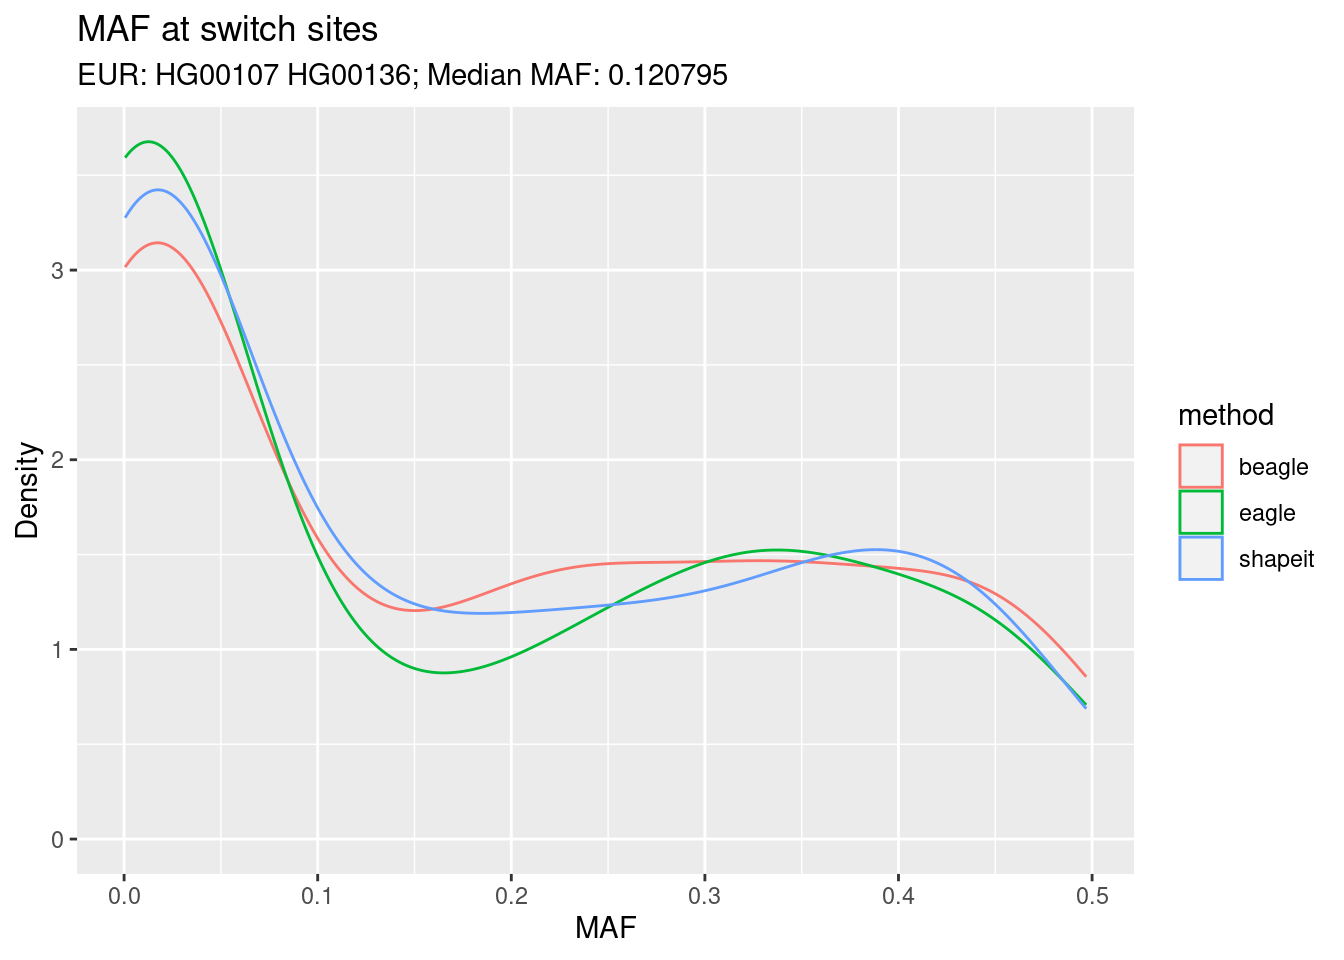 MAF at switch sites
EUR: HG00107 HG00136; Median MAF: 0.120795
Density
3
2
1
0
0.0 0.1 0.2 0.3 0.4 0.5
MAF
method
beagle
eagle
shapeit